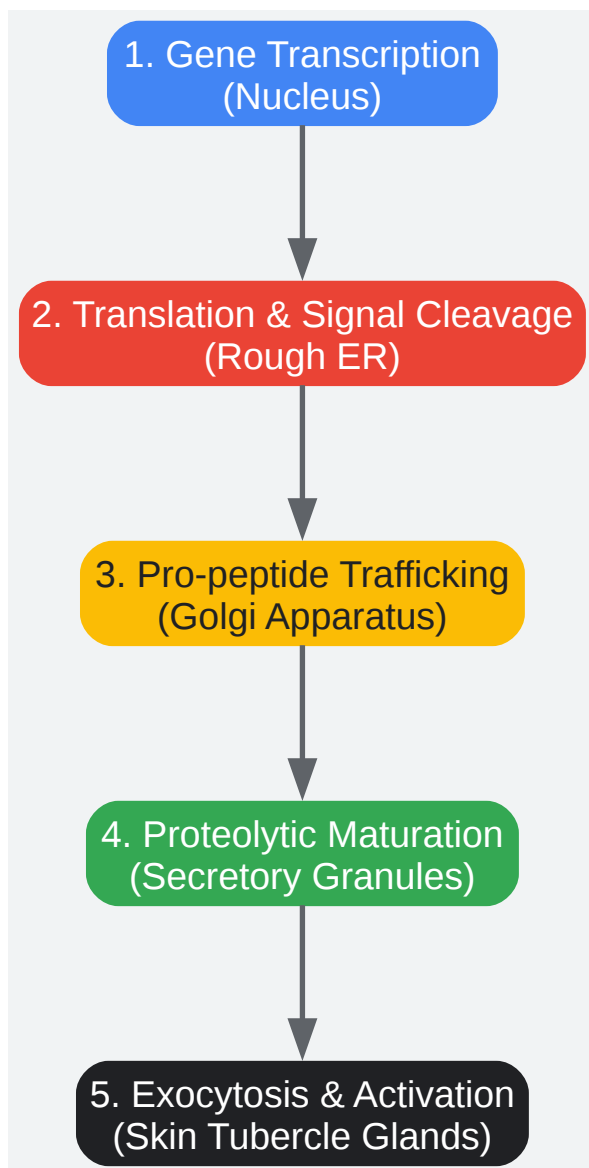 1. Gene Transcription
(Nucleus)
2. Translation & Signal Cleavage
(Rough ER)
3. Pro-peptide Trafficking
(Golgi Apparatus)
4. Proteolytic Maturation
(Secretory Granules)
5. Exocytosis & Activation
(Skin Tubercle Glands)